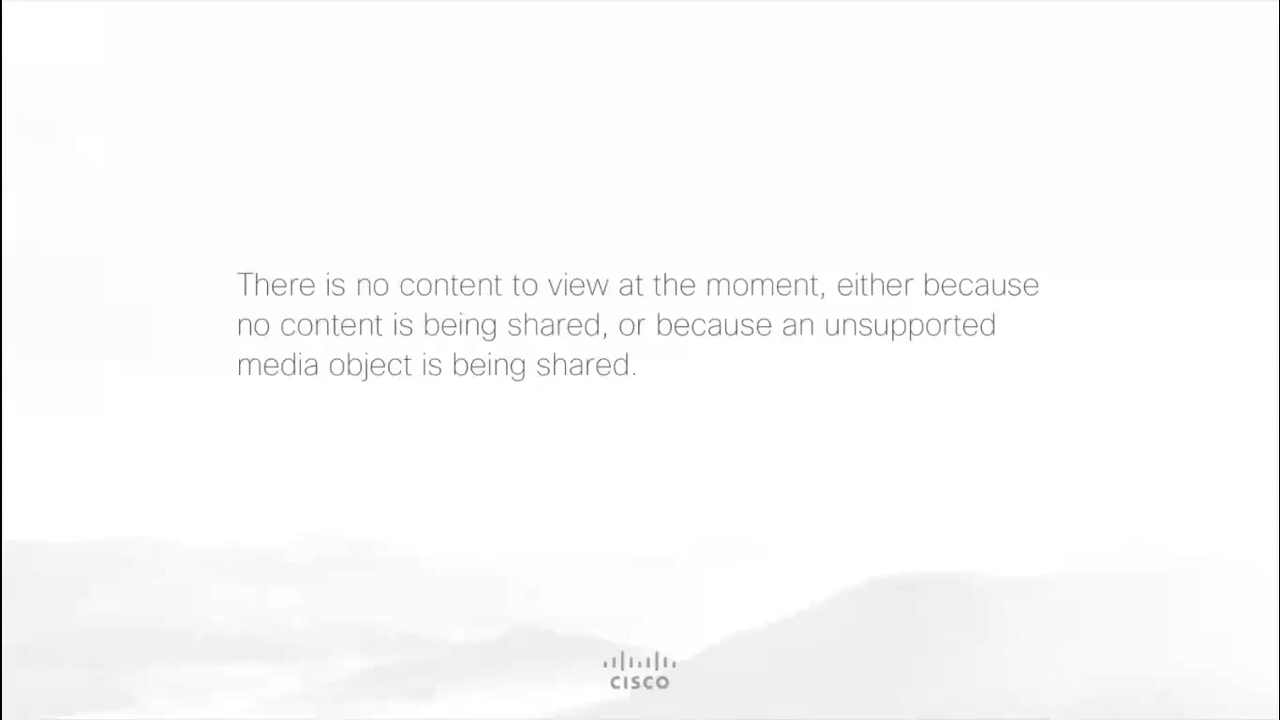 There is no content to view at the moment, either because
no content is being shared, or because an unsupported
media object is being shared.
CISCO